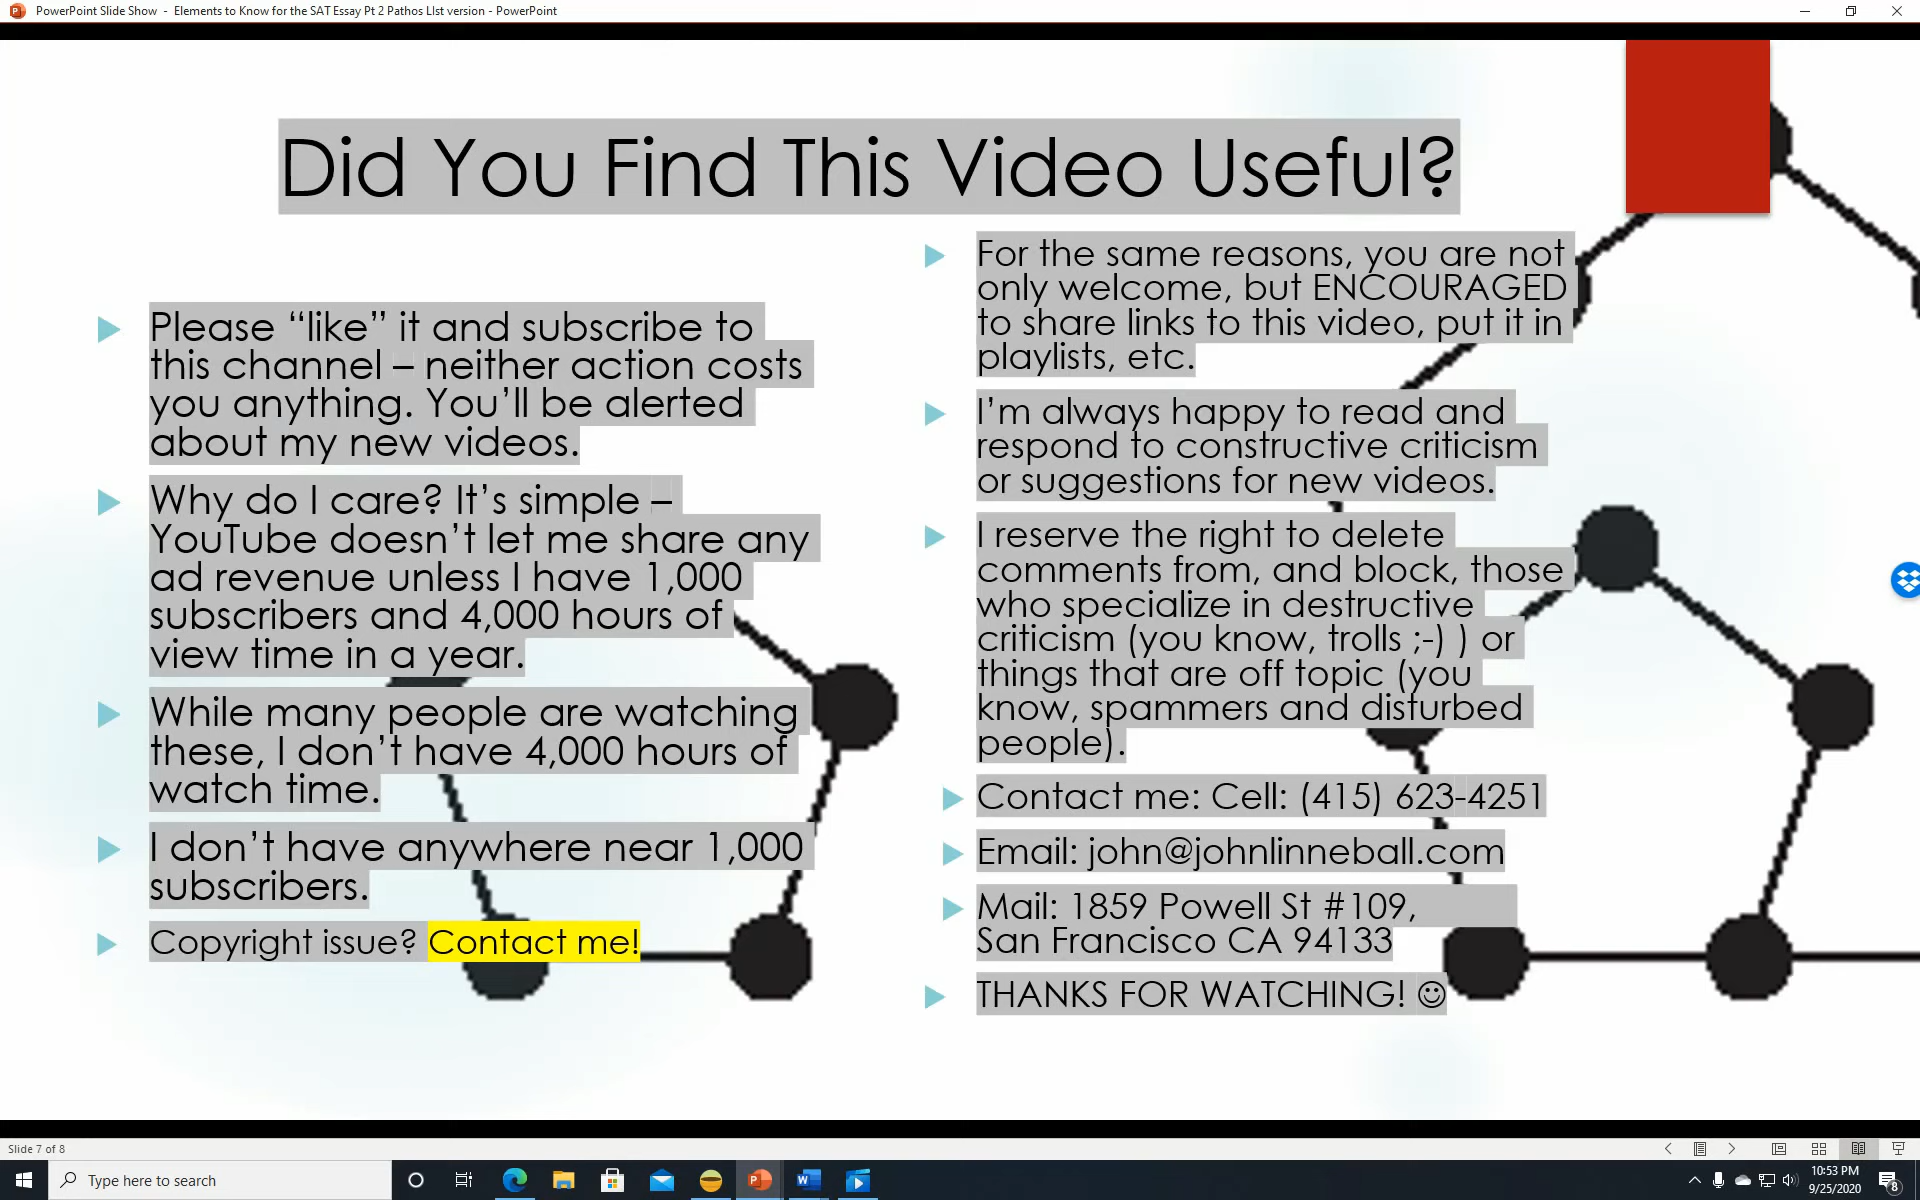 PowerPoint Slide Show - Elements to Know for the SAT Essay Pt 2 Pathos LIst version - PowerPoint
Did You Find This Video Useful?
Please “like” it and subscribe to
this channel – neither action costs
you anything. You’ll be alerted
about my new videos.
Why do I care? It’s simple –
YouTube doesn’t let me share any
ad revenue unless I have 1,000
subscribers and 4,000 hours of
view time in a year.
While many people are watching
these, I don’t have 4,000 hours of
watch time.
I don’t have anywhere near 1,000
subscribers.
Copyright issue? Contact me!
For the same reasons, you are not
only welcome, but ENCOURAGED
to share links to this video, put it in
playlists, etc.
I’m always happy to read and
respond to constructive criticism
or suggestions for new videos.
I reserve the right to delete
comments from, and block, those
who specialize in destructive
criticism (you know, trolls ;-) ) or
things that are off topic (you
know, spammers and disturbed
people).
Contact me: Cell: (415) 623-4251
Email: john@johnlinneball.com
Mail: 1859 Powell St #109,
San Francisco CA 94133
THANKS FOR WATCHING! ☺
Slide 7 of 8
Type here to search
10:53 PM
9/25/2020
8